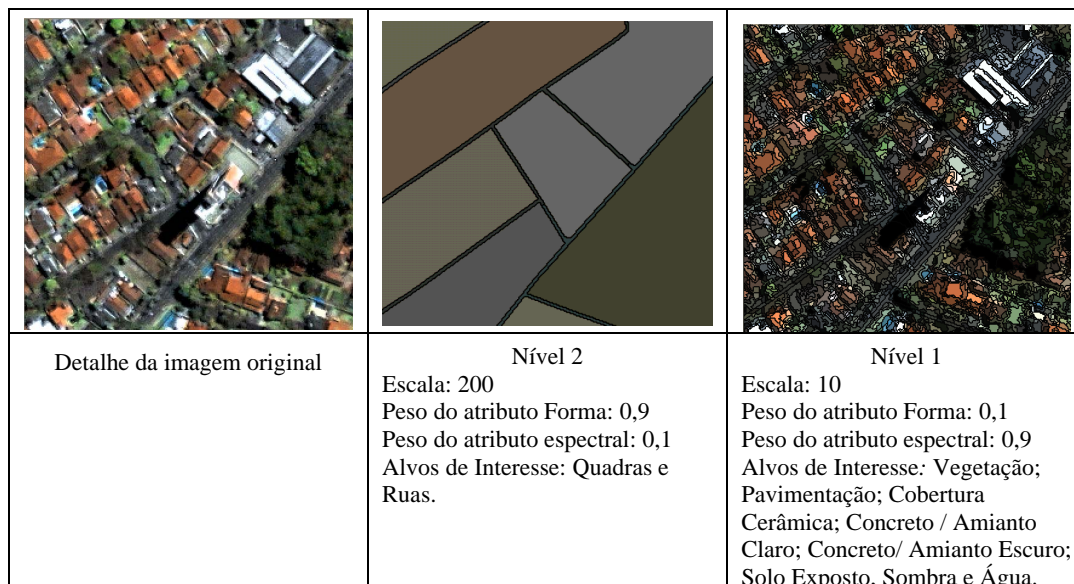 Detalhe da imagem original
Nível 2
Escala: 200
Peso do atributo Forma: 0,9
Peso do atributo espectral: 0,1
Alvos de Interesse: Quadras e
Ruas.
Nível 1
Escala: 10
Peso do atributo Forma: 0,1
Peso do atributo espectral: 0,9
Alvos de Interesse: Vegetação;
Pavimentação; Cobertura
Cerâmica; Concreto / Amianto
Claro; Concreto/ Amianto Escuro;
Solo Exposto, Sombra e Água.